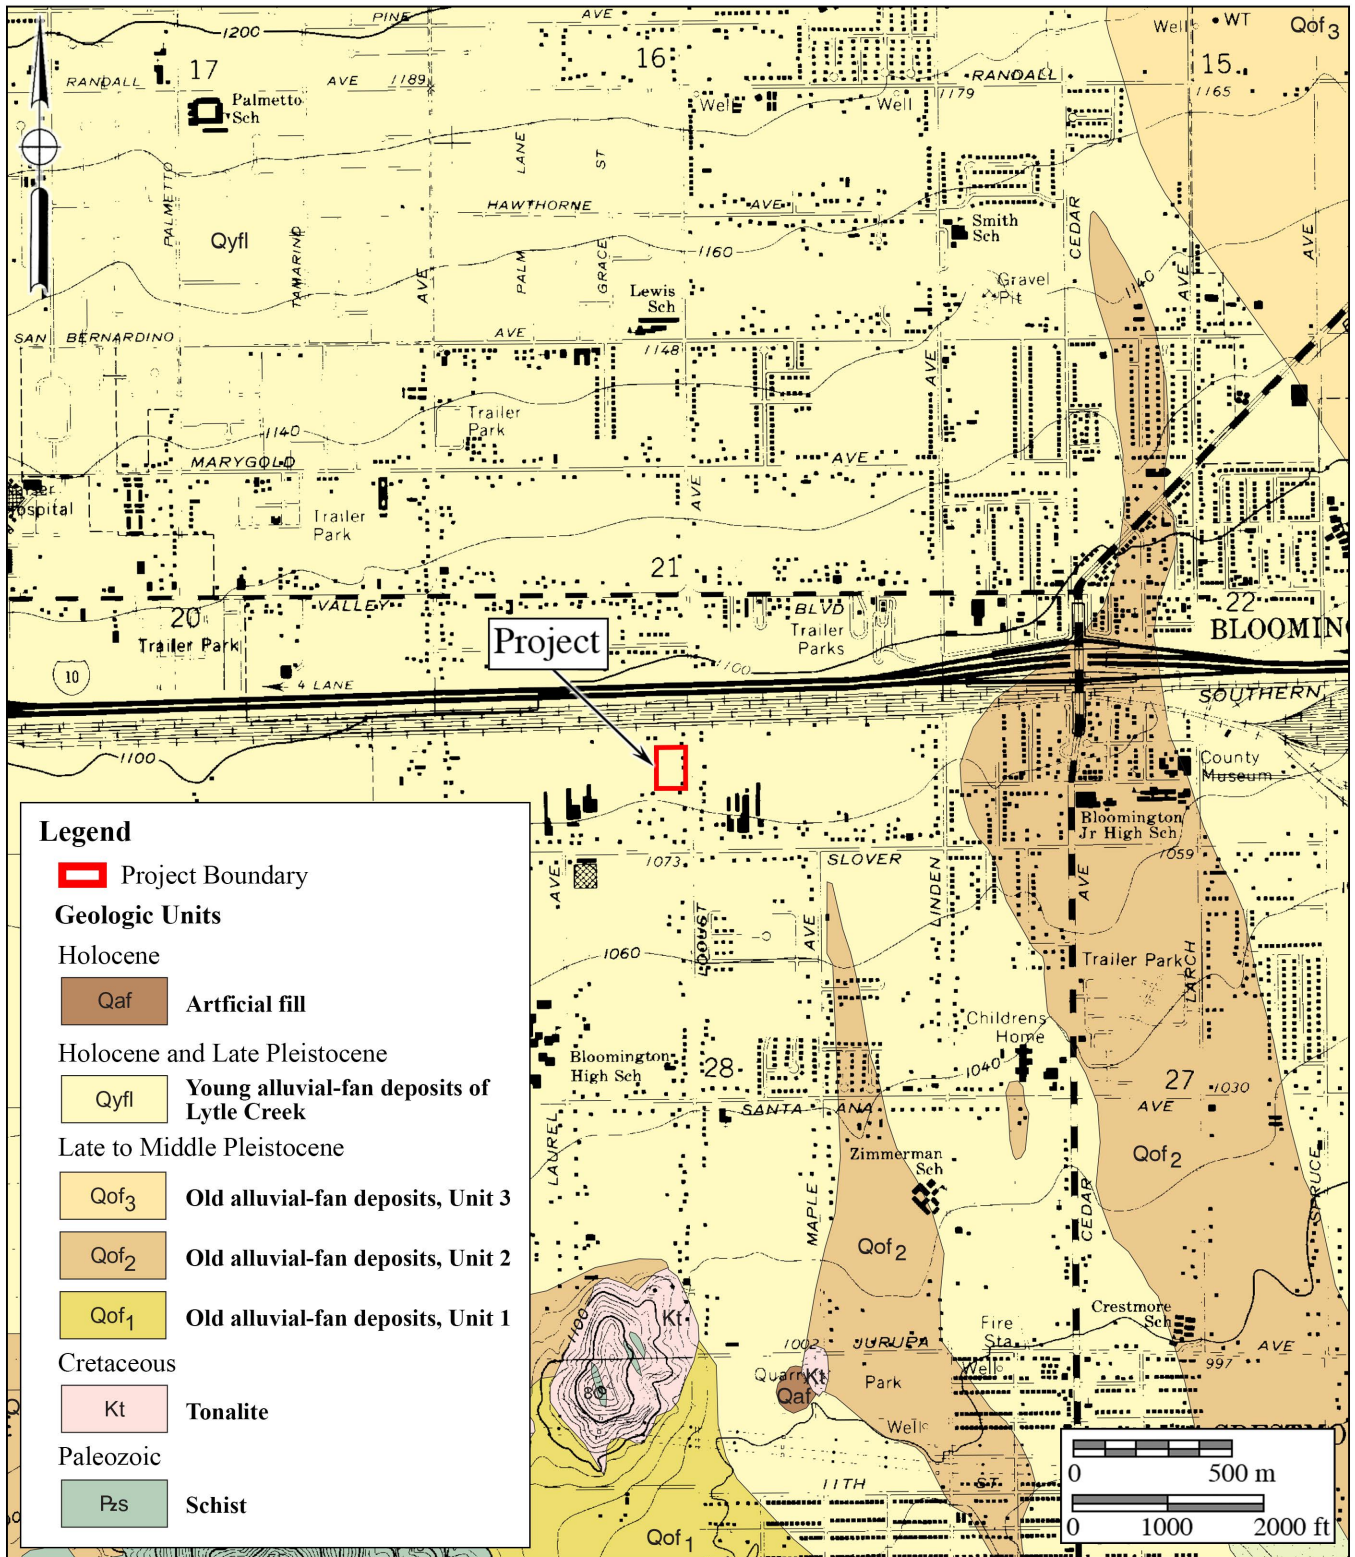 PINE AVE
1200
Well
WT
Qof3
17
16
15
RANDALL AVE 1189
RANDALL
1179
1165
Palmetto
Sch
Well
Well
PALMETTO
LANE
ST
HAWTHORNE AVE
Smith
Sch
CEDAR
AVE
Qyfl
TAMARIND
AVE
PALM
GRACE
1160
Gravel
Pit
1140
AVE
Lewis
Sch
SAN BERNARDINO AVE
1148
AVE
Trailer
Park
1140
MARYGOLD AVE
Hospital
Trailer
Park
AVE
21
20
VALLEY BLVD
22
Trailer Park
Trailer
Parks
BLOOMIN
Project
1100
10
4 LANE
SOUTHERN
1100
County
Museum
Bloomington
Jr High Sch
1073
SLOVER
1059
AVE
LINDEN
AVE
LOCUST
AVE
1060
Trailer Park
LARCH
Childrens
Home
Bloomington
High Sch
28
1040
27
1030
SANTA ANA AVE
LAUREL
Zimmerman
Sch
Qof2
SPRUCE
MAPLE
CEDAR
Qof2
1100
Kt
Crestmore
Sch
Fire
Sta
1002
JURUPA AVE
997
Quarry
Kt
Qaf
Park
Well
Well
11TH ST
Qof1
Legend
Project Boundary
Geologic Units
Holocene
Qaf Artficial fill
Holocene and Late Pleistocene
Qyfl Young alluvial-fan deposits of
Lytle Creek
Late to Middle Pleistocene
Qof3 Old alluvial-fan deposits, Unit 3
Qof2 Old alluvial-fan deposits, Unit 2
Qof1 Old alluvial-fan deposits, Unit 1
Cretaceous
Kt Tonalite
Paleozoic
Pzs Schist
0 500 m
0 1000 2000 ft